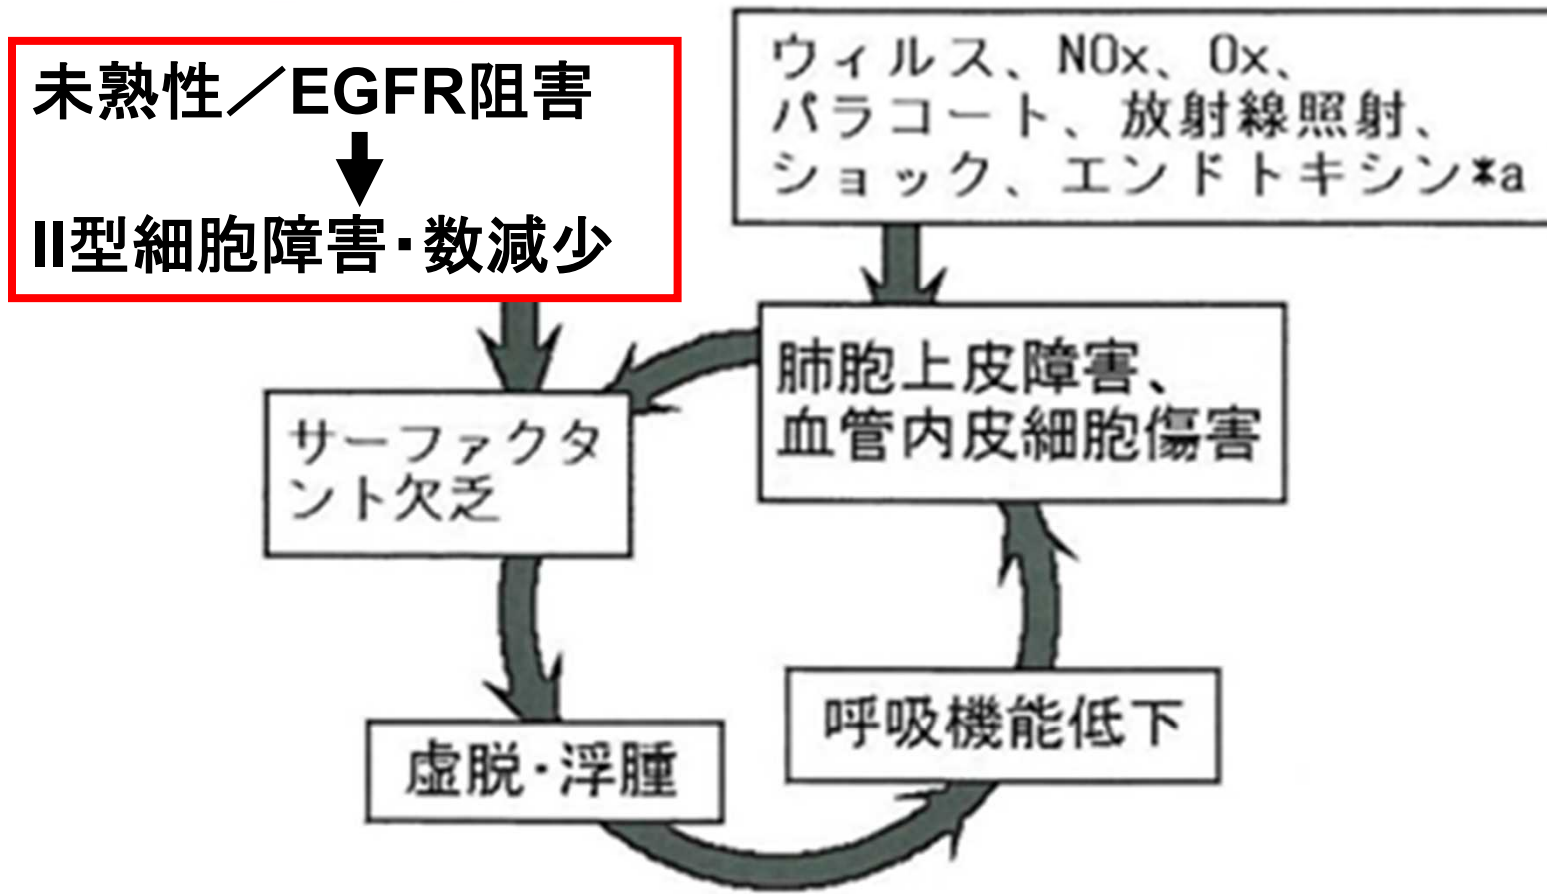 未熟性／EGFR阻害
II型細胞障害・数減少
ウィルス、NOx、Ox、
パラコート、放射線照射、
ショック、エンドトキシン*a
肺胞上皮障害、
血管内皮細胞傷害
サーファクタ
ント欠乏
虚脱・浮腫
呼吸機能低下